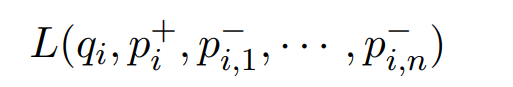 $L(q_i, p_i^+, p_{i,1}^-, \cdots, p_{i,n}^-)$